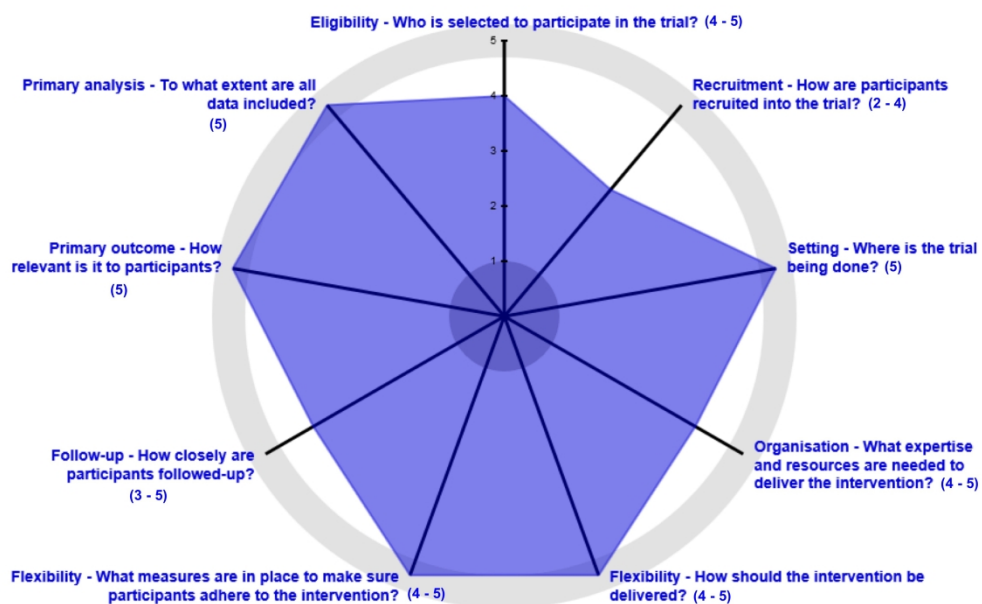 Eligibility - Who is selected to participate in the trial? (4 - 5)
5
4
3
2
1
Recruitment - How are participants
recruited into the trial? (2 - 4)
Setting - Where is the trial
being done? (5)
Organisation - What expertise
and resources are needed to
deliver the intervention? (4 - 5)
Flexibility - How should the intervention be
delivered? (4 - 5)
Flexibility - What measures are in place to make sure
participants adhere to the intervention? (4 - 5)
Follow-up - How closely are
participants followed-up?
(3 - 5)
Primary outcome - How
relevant is it to participants?
(5)
Primary analysis - To what extent are all
data included?
(5)